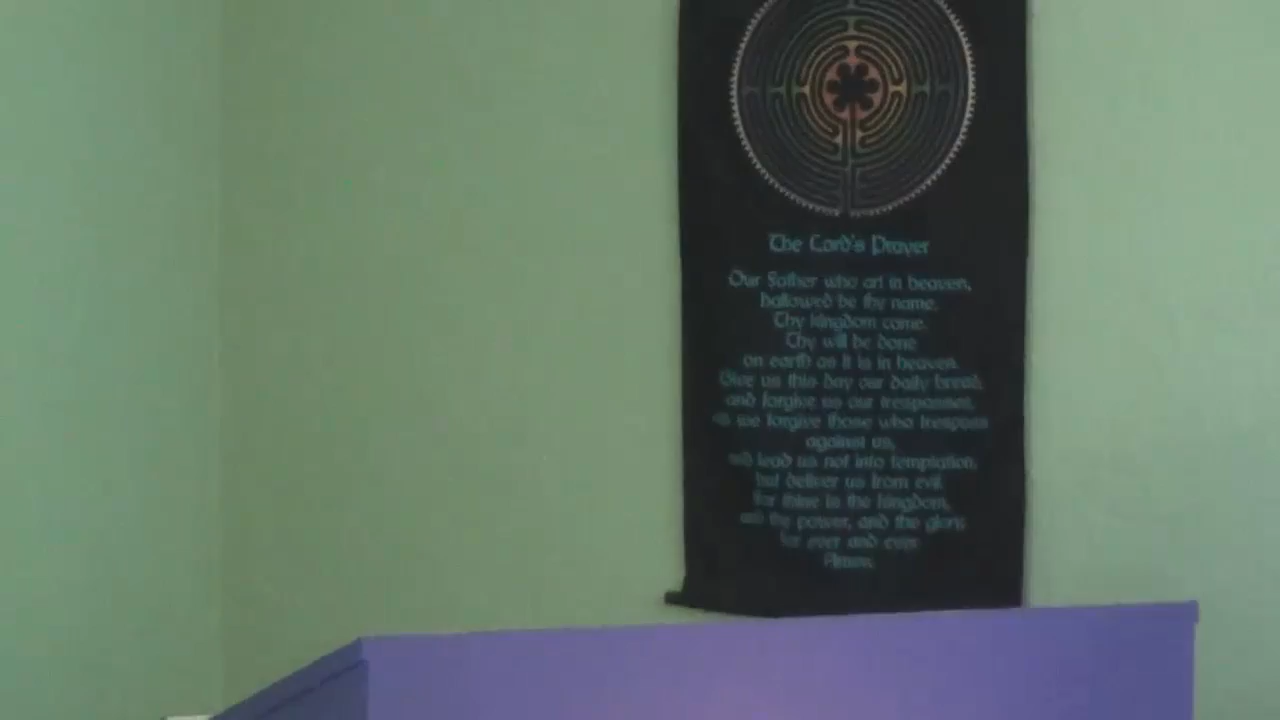 The Lord's Prayer
Our Father who art in heaven,
hallowed be thy name.
Thy kingdom come.
Thy will be done
on earth as it is in heaven.
Give us this day our daily bread,
and forgive us our trespasses,
as we forgive those who trespass
against us,
and lead us not into temptation,
but deliver us from evil.
for thine is the kingdom,
and the power, and the glory,
for ever and ever.
Amen.